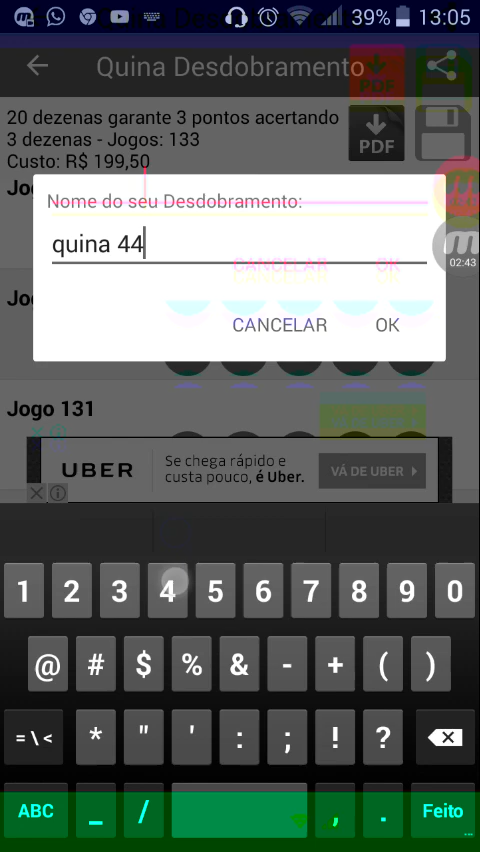 39% 13:05
Quina Desdobramento
PDF
20 dezenas garante 3 pontos acertando
3 dezenas - Jogos: 133
Custo: R$ 199,50
PDF
Nome do seu Desdobramento:
quina 44
02:43
CANCELAR OK
CANCELAR OK
Jogo 131
UBER
Se chega rápido e
custa pouco, é Uber.
VÁ DE UBER
1 2 3 4 5 6 7 8 9 0
@ # $ % & - + ( )
= \ < * " ' : ; ! ?
ABC _ / , . Feito
...